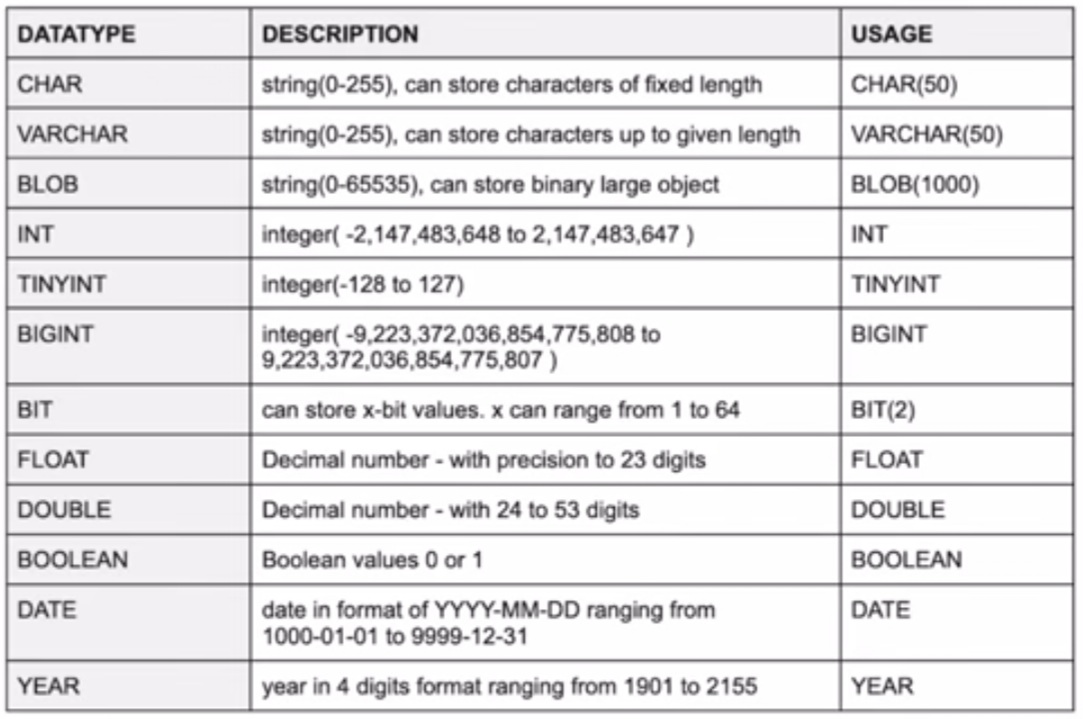 DATATYPE DESCRIPTION USAGE
CHAR string(0-255), can store characters of fixed length CHAR(50)
VARCHAR string(0-255), can store characters up to given length VARCHAR(50)
BLOB string(0-65535), can store binary large object BLOB(1000)
INT integer( -2,147,483,648 to 2,147,483,647 ) INT
TINYINT integer(-128 to 127) TINYINT
BIGINT integer( -9,223,372,036,854,775,808 to BIGINT
9,223,372,036,854,775,807 )
BIT can store x-bit values. x can range from 1 to 64 BIT(2)
FLOAT Decimal number - with precision to 23 digits FLOAT
DOUBLE Decimal number - with 24 to 53 digits DOUBLE
BOOLEAN Boolean values 0 or 1 BOOLEAN
DATE date in format of YYYY-MM-DD ranging from DATE
1000-01-01 to 9999-12-31
YEAR year in 4 digits format ranging from 1901 to 2155 YEAR